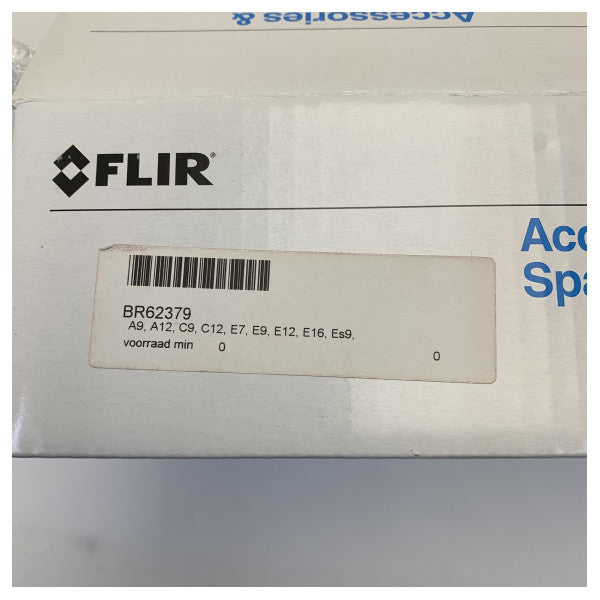 Accessories &
FLIR®
Acc
Spa
BR62379
A9, A12, C9, C12, E7, E9, E12, E16, Es9,
voorraad min 0
0